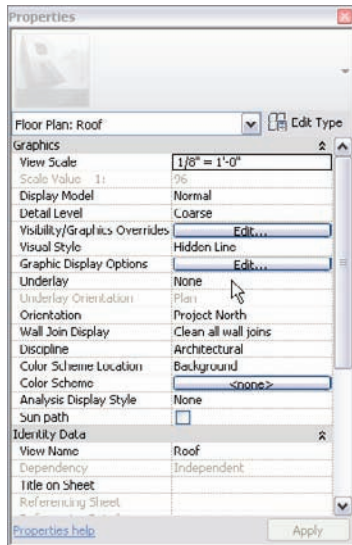 Properties
Floor Plan: Roof Edit Type
Graphics
View Scale 1/8" = 1'-0"
Scale Value 1: 96
Display Model Normal
Detail Level Coarse
Visibility/Graphics Overrides Edit...
Visual Style Hidden Line
Graphic Display Options Edit...
Underlay None
Underlay Orientation Plan
Orientation Project North
Wall Join Display Clean all wall joins
Discipline Architectural
Color Scheme Location Background
Color Scheme <none>
Analysis Display Style None
Sun path
Identity Data
View Name Roof
Dependency Independent
Title on Sheet
Referencing Sheet
Properties help Apply